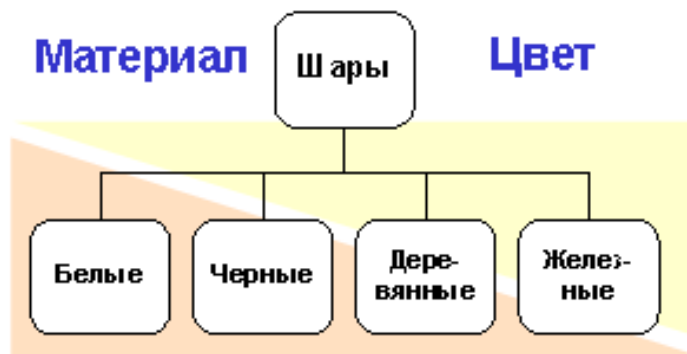 Материал
Шары
Цвет
Белые
Черные
Дере-
вянные
Желез-
ные